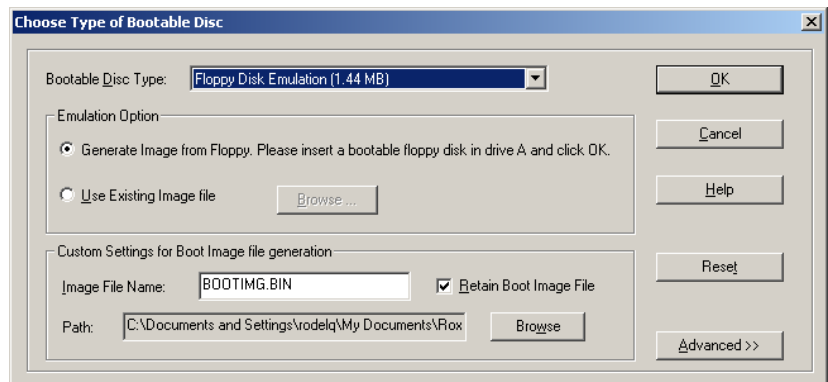 Choose Type of Bootable Disc
Bootable Disc Type: Floppy Disk Emulation (1.44 MB)
OK
Emulation Option
Generate Image from Floppy. Please insert a bootable floppy disk in drive A and click OK.
Cancel
Use Existing Image file Browse ...
Help
Custom Settings for Boot Image file generation
Image File Name: BOOTIMG.BIN Retain Boot Image File
Reset
Path: C:\Documents and Settings\rodelq\My Documents\Rox Browse
Advanced >>